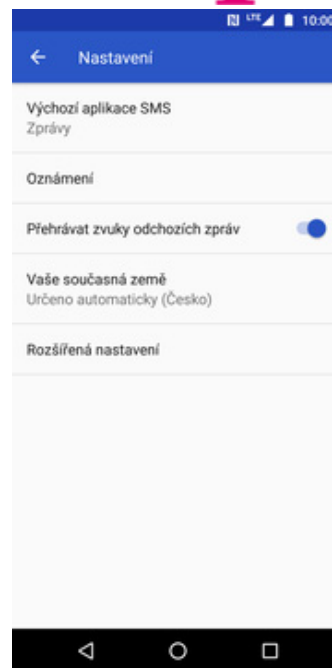 LTE 10:00
Nastavení
Výchozí aplikace SMS
Zprávy
Oznámení
Přehrávat zvuky odchozích zpráv
Vaše současná země
Určeno automaticky (Česko)
Rozšířená nastavení